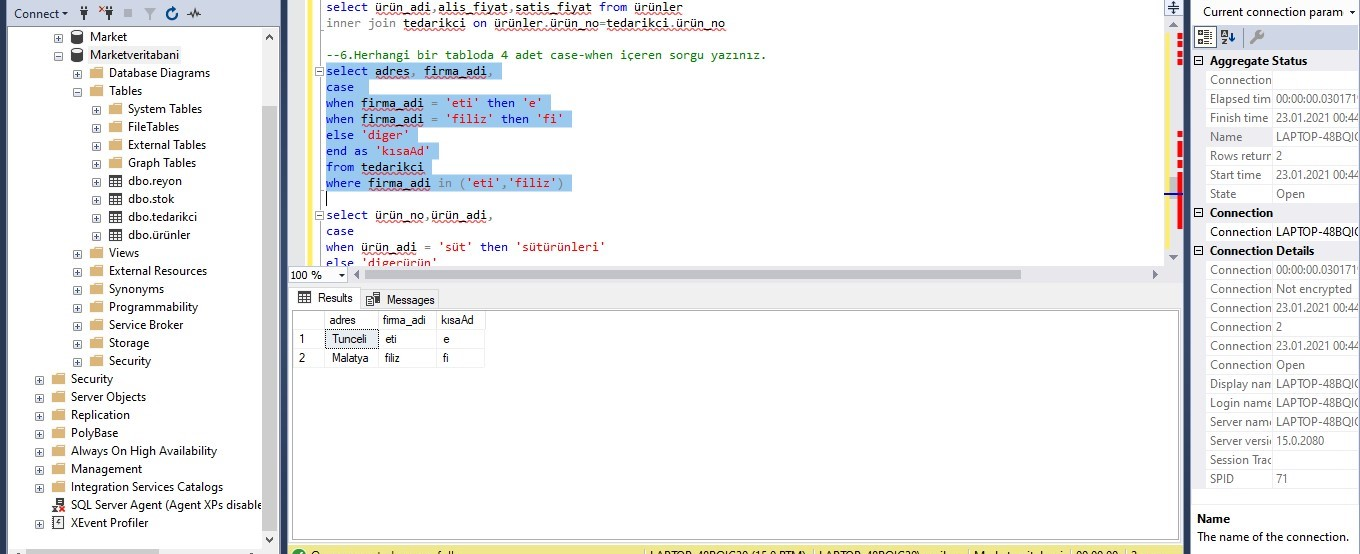 Connect
Market
Marketveritabani
Database Diagrams
Tables
System Tables
FileTables
External Tables
Graph Tables
dbo.reyon
dbo.stok
dbo.tedarikci
dbo.ürünler
Views
External Resources
Synonyms
Programmability
Service Broker
Storage
Security
Security
Server Objects
Replication
PolyBase
Always On High Availability
Management
Integration Services Catalogs
SQL Server Agent (Agent XPs disable
XEvent Profiler
select ürün_adi,alis_fiyat,satis_fiyat from ürünler
inner join tedarikci on ürünler.ürün_no=tedarikci.ürün_no
--6.Herhangi bir tabloda 4 adet case-when içeren sorgu yazınız.
select adres, firma_adi,
case
when firma_adi = 'eti' then 'e'
when firma_adi = 'filiz' then 'fi'
else 'diger'
end as 'kısaAd'
from tedarikci
where firma_adi in ('eti','filiz')
select ürün_no,ürün_adi,
case
when ürün_adi = 'süt' then 'sütürünleri'
else 'digerürün'
100 %
Results Messages
adres firma_adi kısaAd
1 Tunceli eti e
2 Malatya filiz fi
Current connection param
Aggregate Status
Connection
Elapsed tim 00:00:00.030171
Finish time 23.01.2021 00:44
Name LAPTOP-48BQIG
Rows return 2
Start time 23.01.2021 00:44
State Open
Connection
Connection LAPTOP-48BQIG
Connection Details
Connection 00:00:00.030171
Connection Not encrypted
Connection 23.01.2021 00:44
Connection 2
Connection 23.01.2021 00:44
Connection Open
Display nam LAPTOP-48BQIG
Login name LAPTOP-48BQIG
Server name LAPTOP-48BQIG
Server versi 15.0.2080
Session Trac
SPID 71
Name
The name of the connection.